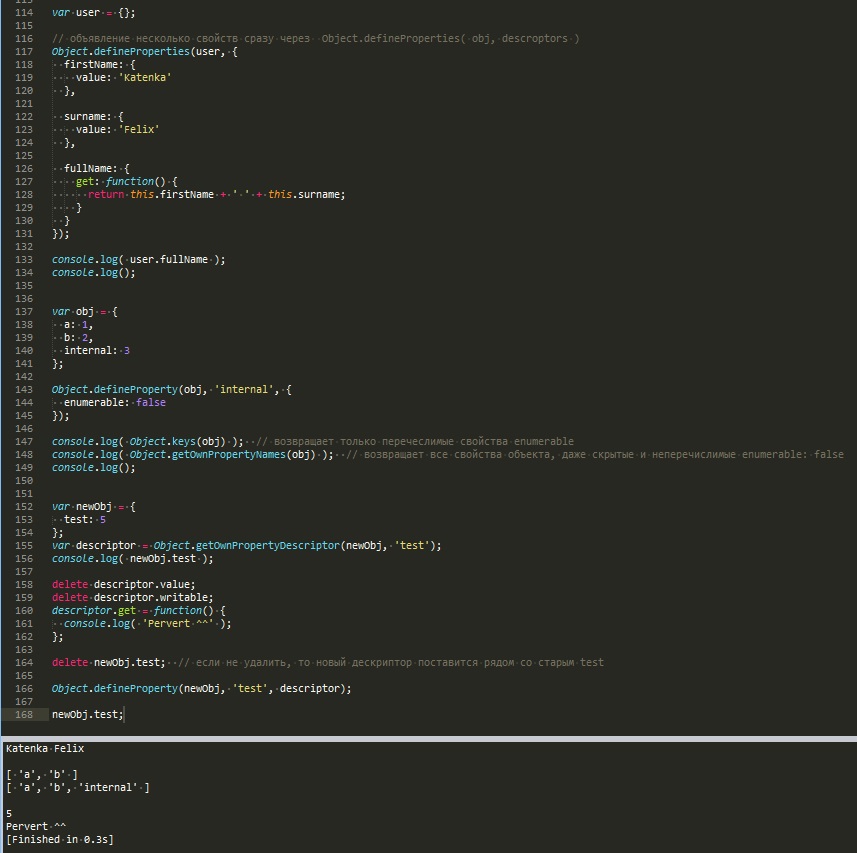 114 var user = {};
115
116 // объявление несколько свойств сразу через  Object.defineProperties( obj, descroptors )
117 Object.defineProperties(user, {
118   firstName: {
119     value: 'Katenka'
120   },
121
122   surname: {
123     value: 'Felix'
124   },
125
126   fullName: {
127     get: function() {
128       return this.firstName + ' ' + this.surname;
129     }
130   }
131 });
132
133 console.log( user.fullName );
134 console.log();
135
136
137 var obj = {
138   a: 1,
139   b: 2,
140   internal: 3
141 };
142
143 Object.defineProperty(obj, 'internal', {
144   enumerable: false
145 });
146
147 console.log( Object.keys(obj) );  // возвращает только перечеслимые свойства enumerable
148 console.log( Object.getOwnPropertyNames(obj) );  // возвращает все свойства объекта, даже скрытые и неперечислимые enumerable: false
149 console.log();
150
151
152 var newObj = {
153   test: 5
154 };
155 var descriptor = Object.getOwnPropertyDescriptor(newObj, 'test');
156 console.log( newObj.test );
157
158 delete descriptor.value;
159 delete descriptor.writable;
160 descriptor.get = function() {
161   console.log( 'Pervert ^^' );
162 };
163
164 delete newObj.test;  // если не удалить, то новый дескриптор поставится рядом со старым test
165
166 Object.defineProperty(newObj, 'test', descriptor);
167
168 newObj.test;
Katenka Felix

[ 'a', 'b' ]
[ 'a', 'b', 'internal' ]

5
Pervert ^^
[Finished in 0.3s]